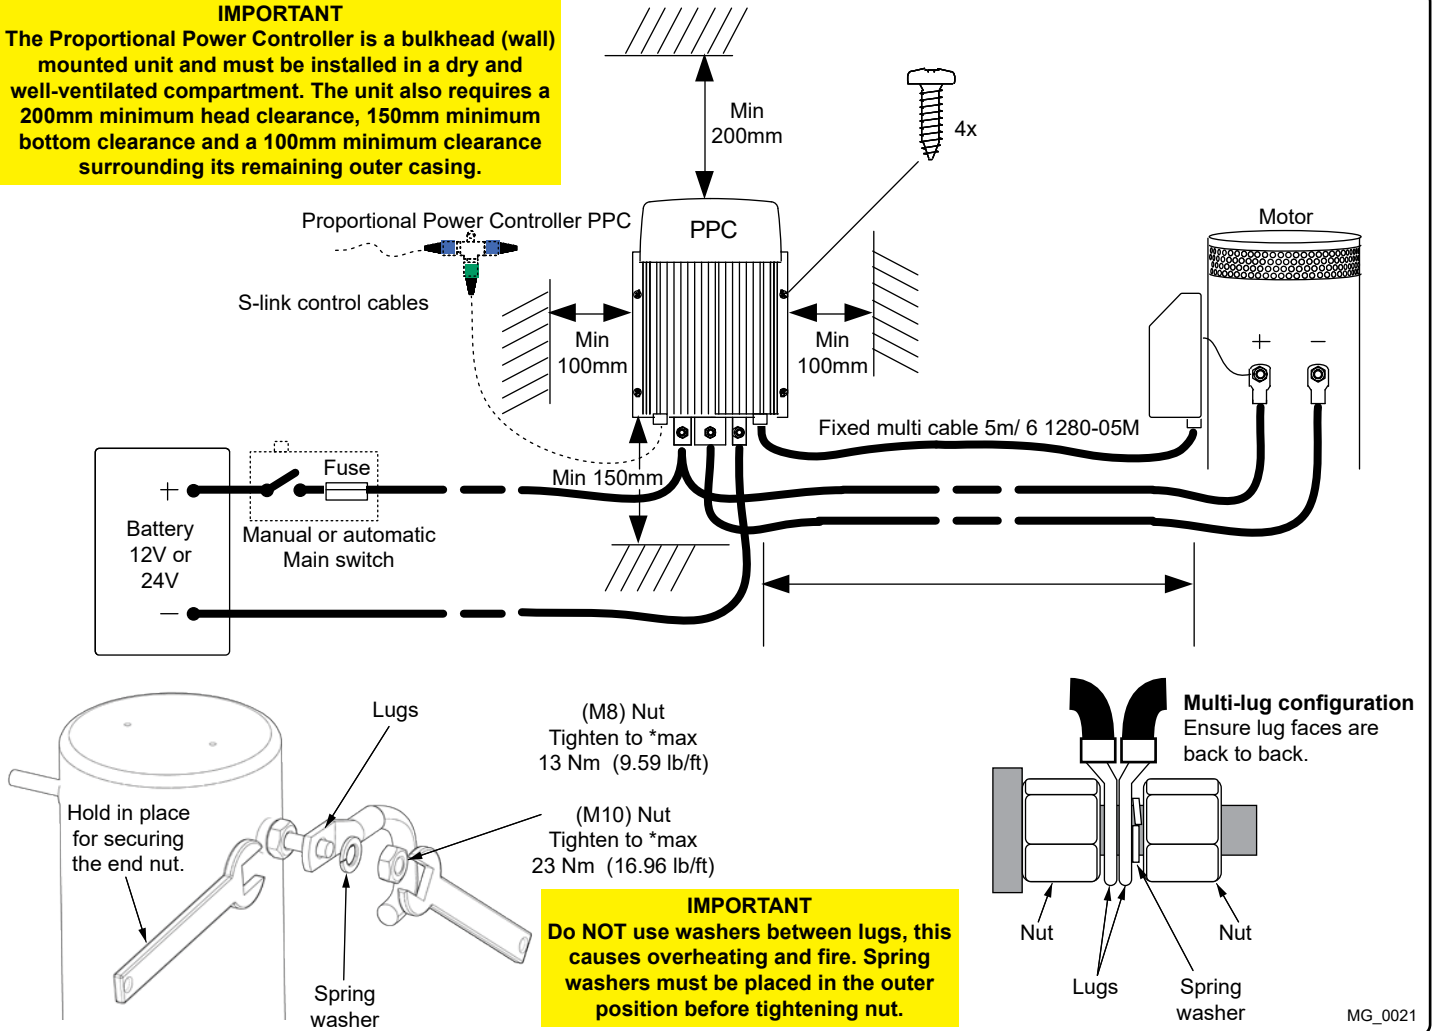 IMPORTANT
The Proportional Power Controller is a bulkhead (wall)
mounted unit and must be installed in a dry and
well-ventilated compartment. The unit also requires a
200mm minimum head clearance, 150mm minimum
bottom clearance and a 100mm minimum clearance
surrounding its remaining outer casing.
Min
200mm
4x
Proportional Power Controller PPC
PPC
Motor
S-link control cables
Min
100mm
Min
100mm
+
−
Fixed multi cable 5m/ 6 1280-05M
Fuse
Min 150mm
+
Battery
12V or
24V
−
Manual or automatic
Main switch
Lugs
(M8) Nut
Tighten to *max
13 Nm (9.59 lb/ft)
(M10) Nut
Tighten to *max
23 Nm (16.96 lb/ft)
Hold in place
for securing
the end nut.
Spring
washer
IMPORTANT
Do NOT use washers between lugs, this
causes overheating and fire. Spring
washers must be placed in the outer
position before tightening nut.
Multi-lug configuration
Ensure lug faces are
back to back.
Nut
Nut
Lugs
Spring
washer
MG_0021